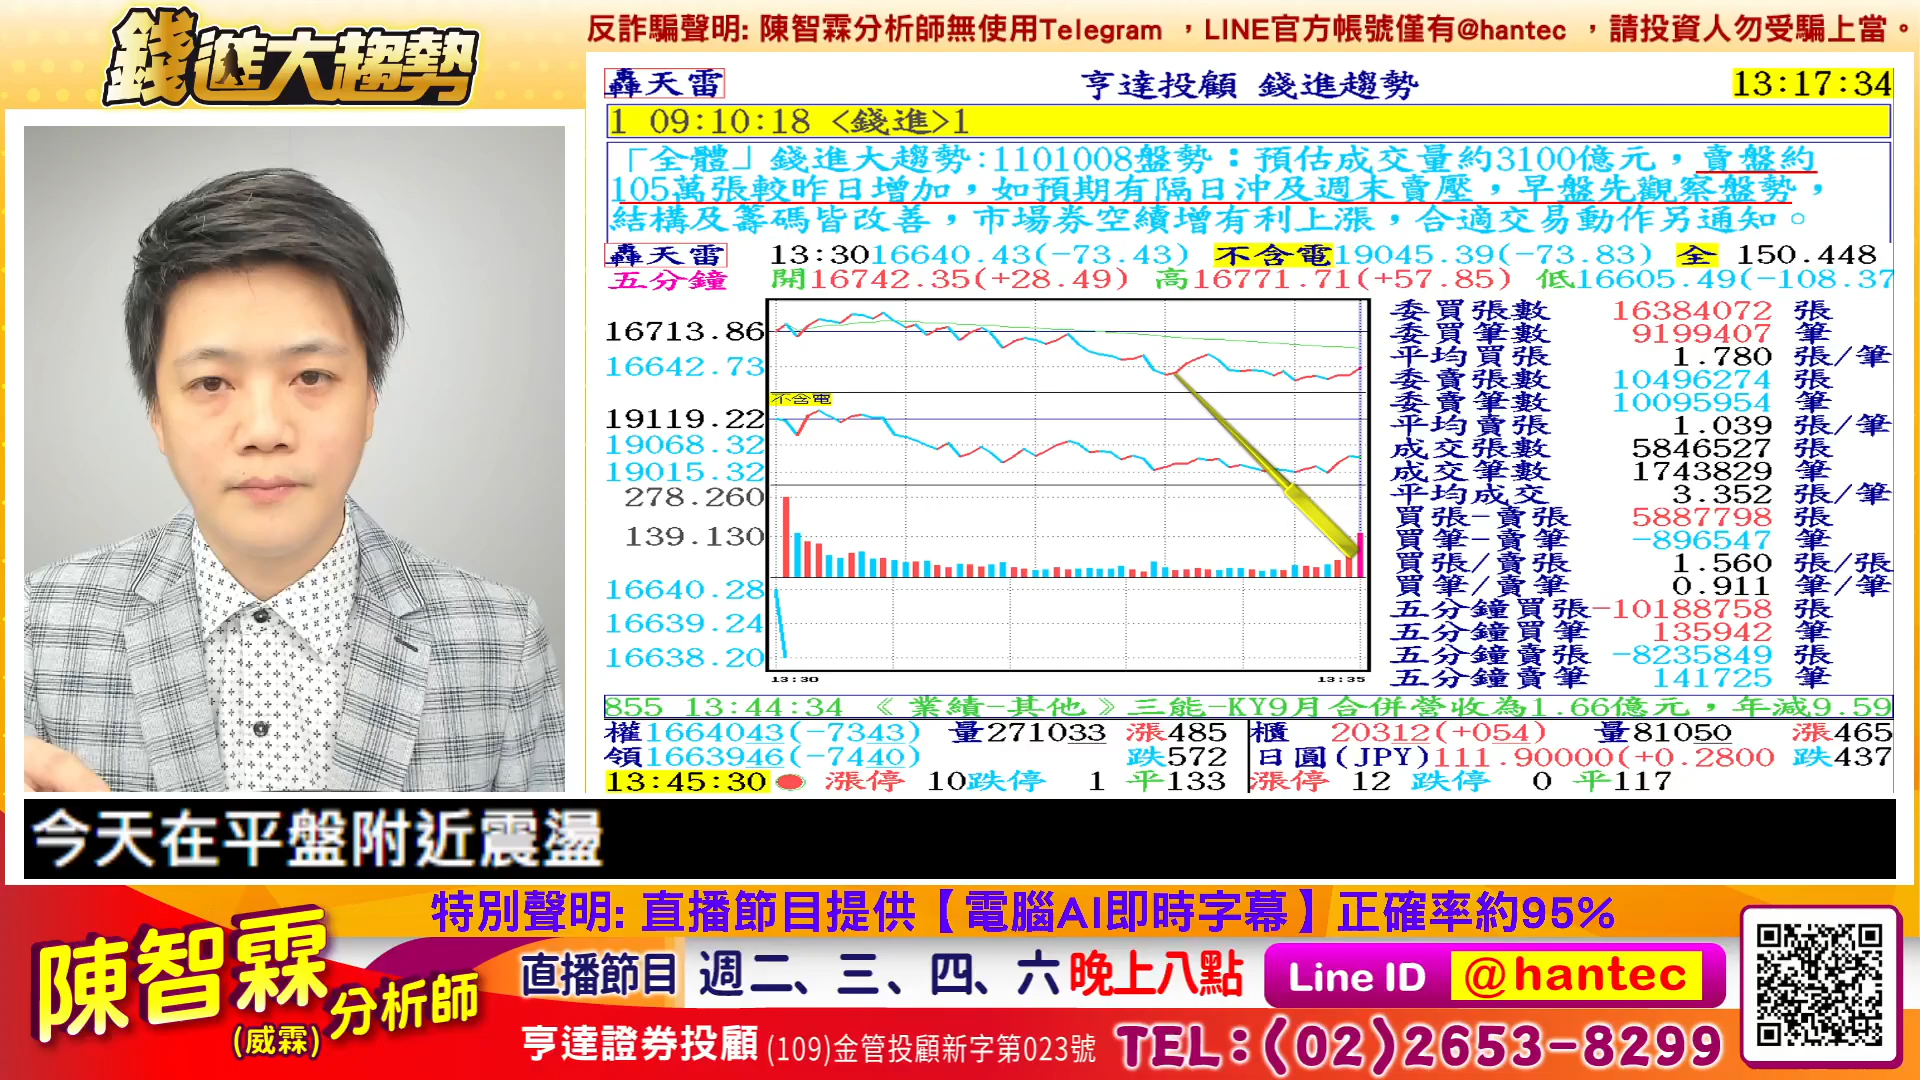 錢進大趨勢
反詐騙聲明: 陳智霖分析師無使用Telegram ，LINE官方帳號僅有@hantec ，請投資人勿受騙上當。
轟天雷 亨達投顧 錢進趨勢 13:17:34
1 09:10:18 <錢進>1
「全體」錢進大趨勢:1101008盤勢：預估成交量約3100億元，賣盤約
105萬張較昨日增加，如預期有隔日沖及週末賣壓，早盤先觀察盤勢，
結構及籌碼皆改善，市場券空續增有利上漲，合適交易動作另通知。
轟天雷 13:30 16640.43(-73.43) 不含電19045.39(-73.83) 全 150.448
五分鐘 開16742.35(+28.49) 高16771.71(+57.85) 低16605.49(-108.37
16713.86
16642.73
不含電
19119.22
19068.32
19015.32
278.260
139.130
16640.28
16639.24
16638.20
13:30 13:35
委買張數 16384072 張
委買筆數 9199407 筆
平均買張 1.780 張/筆
委賣張數 10496274 張
委賣筆數 10095954 筆
平均賣張 1.039 張/筆
成交張數 5846527 張
成交筆數 1743829 筆
平均成交 3.352 張/筆
買張-賣張 5887798 張
買筆-賣筆 -896547 筆
買張/賣張 1.560 張/張
買筆/賣筆 0.911 筆/筆
五分鐘買張-10188758 張
五分鐘買筆 135942 筆
五分鐘賣張 -8235849 張
五分鐘賣筆 141725 筆
855 13:44:34 《業績-其他》三能-KY9月合併營收為1.66億元，年減9.59
權1664043(-7343) 量271033 漲485 櫃 20312(+054) 量81050 漲465
領1663946(-7440) 跌572 日圓(JPY)111.90000(+0.2800 跌437
13:45:30 漲停 10跌停 1 平133 漲停 12 跌停 0 平117
今天在平盤附近震盪
特別聲明: 直播節目提供【電腦AI即時字幕】正確率約95%
陳智霖(威霖)分析師
直播節目 週二、三、四、六 晚上八點 Line ID @hantec
亨達證券投顧 (109)金管投顧新字第023號 TEL:(02)2653-8299